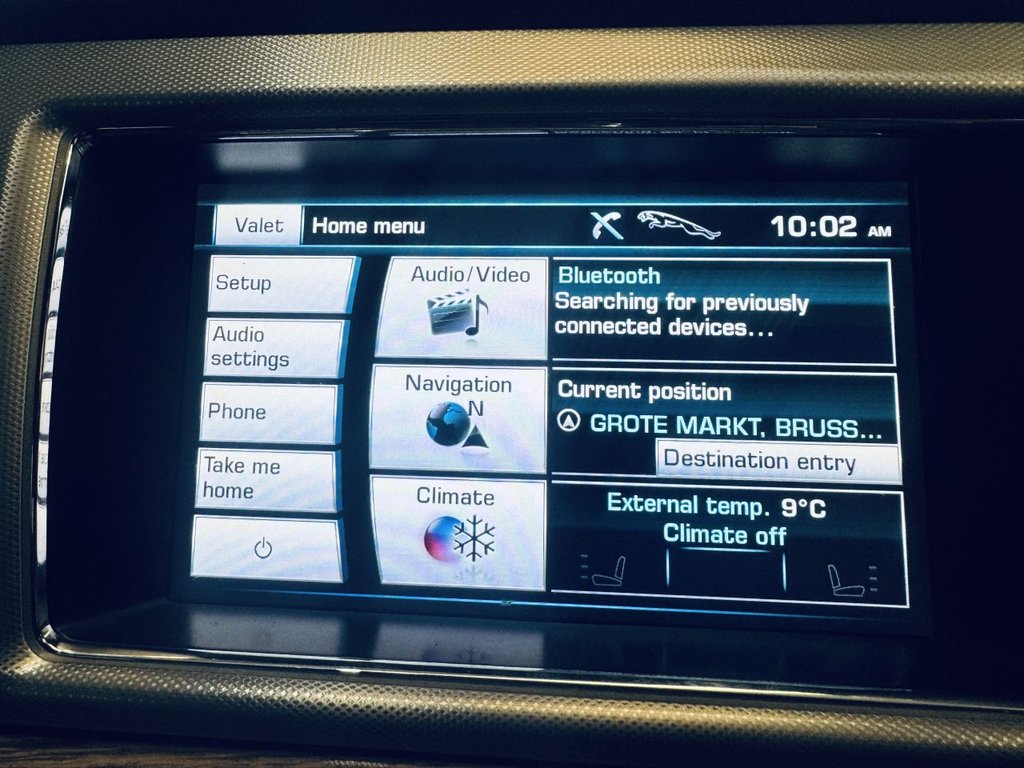 Valet
Home menu
10:02 AM
Setup
Audio
settings
Phone
Take me
home
Audio/Video
Navigation
N
Climate
Bluetooth
Searching for previously
connected devices...
Current position
GROTE MARKT, BRUSS...
Destination entry
External temp. 9°C
Climate off